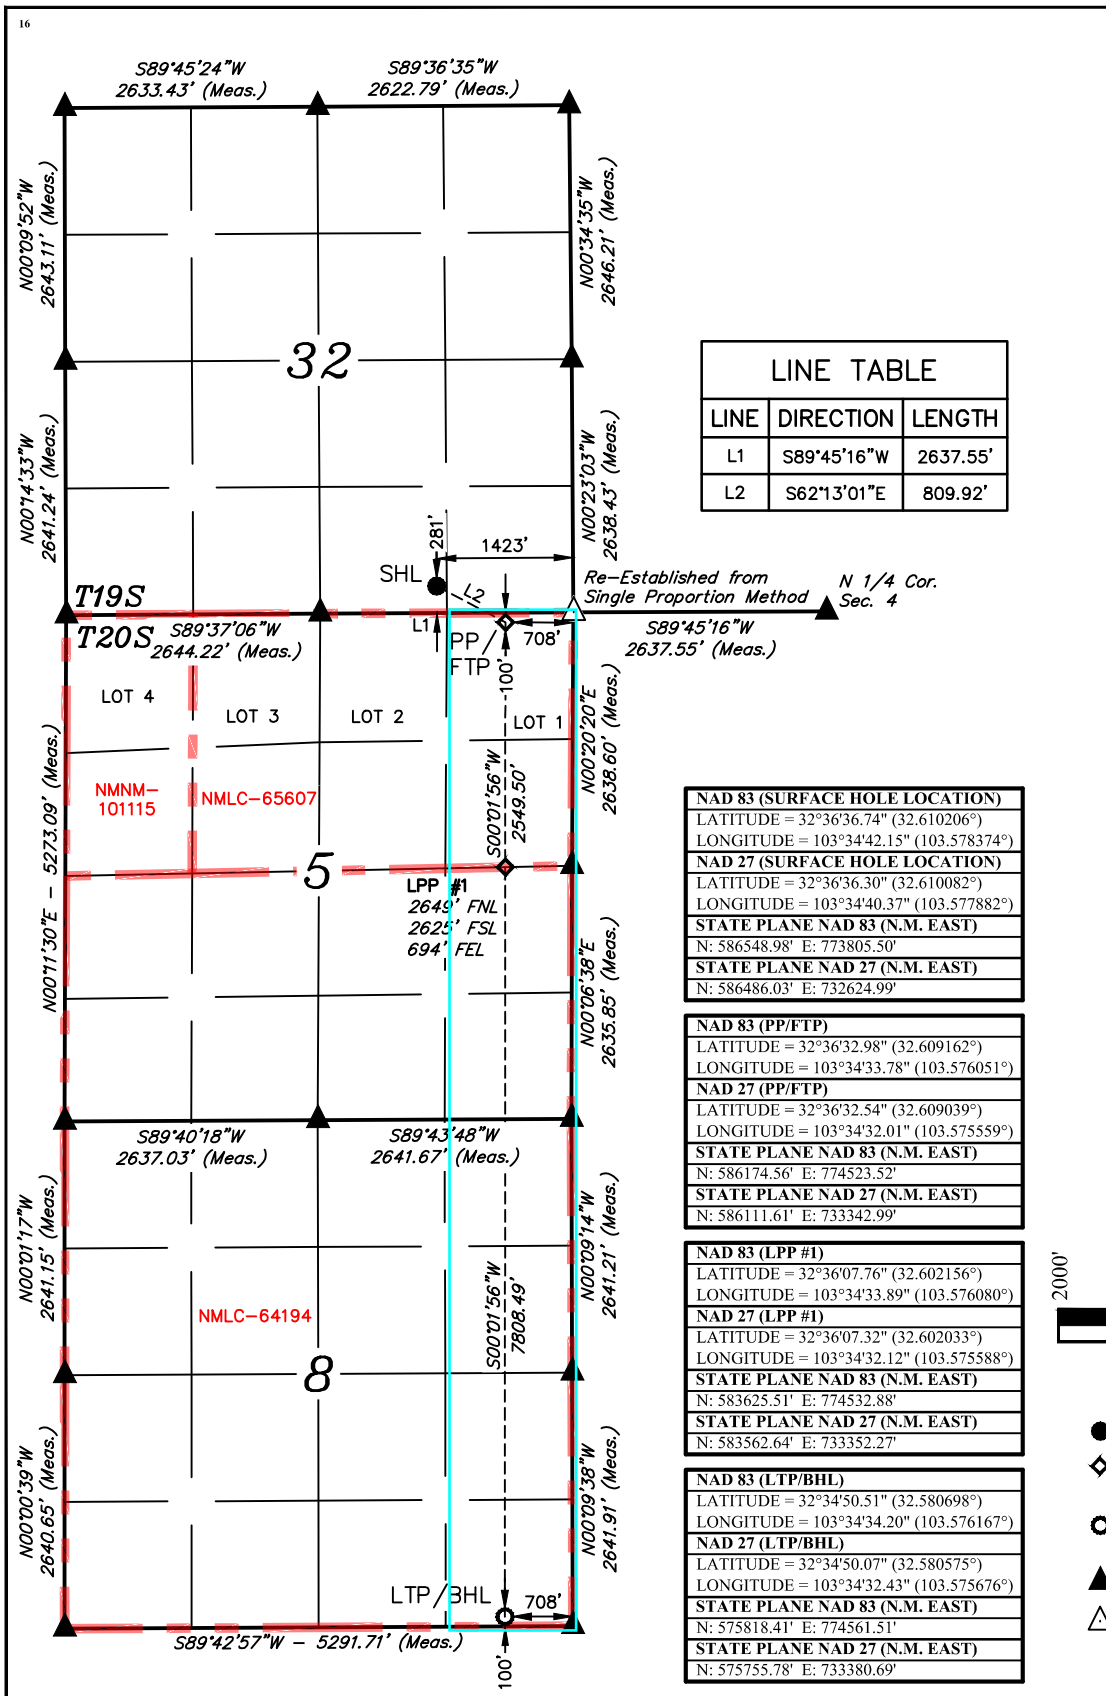 16
S89°45'24"W
2633.43' (Meas.)
S89°36'35"W
2622.79' (Meas.)
N00°09'52"W
2643.11' (Meas.)
N00°34'35"W
2646.21' (Meas.)
32
N00°14'33"W
2641.24' (Meas.)
N00°23'03"W
2638.43' (Meas.)
LINE TABLE
LINE DIRECTION LENGTH
L1 S89°45'16"W 2637.55'
L2 S62°13'01"E 809.92'
281'
1423'
SHL
L2
Re-Established from
Single Proportion Method
N 1/4 Cor.
Sec. 4
T19S
T20S
S89°37'06"W
2644.22' (Meas.)
L1
PP/
FTP
708'
100'
S89°45'16"W
2637.55' (Meas.)
LOT 4
LOT 3
LOT 2
LOT 1
N00°20'20"E
2638.60' (Meas.)
N00°11'30"E - 5273.09' (Meas.)
NMNM-
101115
NMLC-65607
S00°01'56"W
2549.50'
5
LPP #1
2649' FNL
2625' FSL
694' FEL
N00°06'38"E
2635.85' (Meas.)
S89°40'18"W
2637.03' (Meas.)
S89°43'48"W
2641.67' (Meas.)
N00°01'17"W
2641.15' (Meas.)
N00°09'14"W
2641.21' (Meas.)
NMLC-64194
S00°01'56"W
7808.49'
8
N00°00'39"W
2640.65' (Meas.)
N00°09'38"W
2641.91' (Meas.)
LTP/BHL
708'
S89°42'57"W - 5291.71' (Meas.)
100'
NAD 83 (SURFACE HOLE LOCATION)
LATITUDE = 32°36'36.74" (32.610206°)
LONGITUDE = 103°34'42.15" (103.578374°)
NAD 27 (SURFACE HOLE LOCATION)
LATITUDE = 32°36'36.30" (32.610082°)
LONGITUDE = 103°34'40.37" (103.577882°)
STATE PLANE NAD 83 (N.M. EAST)
N: 586548.98' E: 773805.50'
STATE PLANE NAD 27 (N.M. EAST)
N: 586486.03' E: 732624.99'
NAD 83 (PP/FTP)
LATITUDE = 32°36'32.98" (32.609162°)
LONGITUDE = 103°34'33.78" (103.576051°)
NAD 27 (PP/FTP)
LATITUDE = 32°36'32.54" (32.609039°)
LONGITUDE = 103°34'32.01" (103.575559°)
STATE PLANE NAD 83 (N.M. EAST)
N: 586174.56' E: 774523.52'
STATE PLANE NAD 27 (N.M. EAST)
N: 586111.61' E: 733342.99'
NAD 83 (LPP #1)
LATITUDE = 32°36'07.76" (32.602156°)
LONGITUDE = 103°34'33.89" (103.576080°)
NAD 27 (LPP #1)
LATITUDE = 32°36'07.32" (32.602033°)
LONGITUDE = 103°34'32.12" (103.575588°)
STATE PLANE NAD 83 (N.M. EAST)
N: 583625.51' E: 774532.88'
STATE PLANE NAD 27 (N.M. EAST)
N: 583562.64' E: 733352.27'
NAD 83 (LTP/BHL)
LATITUDE = 32°34'50.51" (32.580698°)
LONGITUDE = 103°34'34.20" (103.576167°)
NAD 27 (LTP/BHL)
LATITUDE = 32°34'50.07" (32.580575°)
LONGITUDE = 103°34'32.43" (103.575676°)
STATE PLANE NAD 83 (N.M. EAST)
N: 575818.41' E: 774561.51'
STATE PLANE NAD 27 (N.M. EAST)
N: 575755.78' E: 733380.69'
2000'